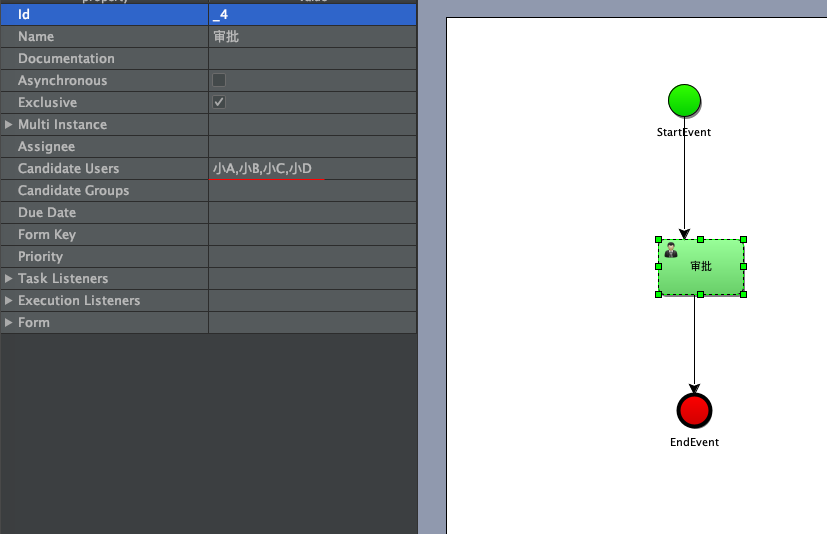 property value
Id _4
Name 审批
Documentation
Asynchronous
Exclusive
Multi Instance
Assignee
Candidate Users 小A,小B,小C,小D
Candidate Groups
Due Date
Form Key
Priority
Task Listeners
Execution Listeners
Form
StartEvent
审批
EndEvent